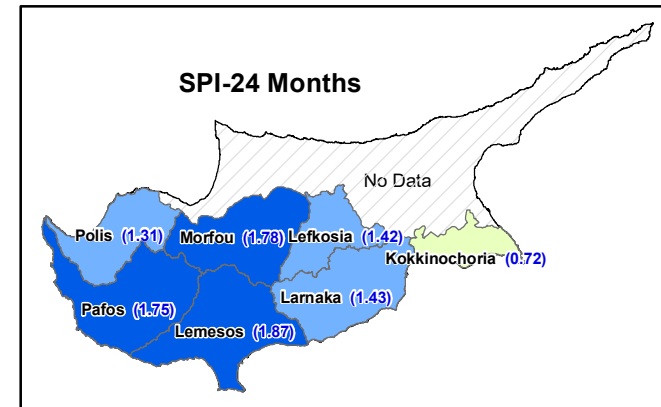 SPI-24 Months
No Data
Polis (1.31)
Morfou (1.78)
Lefkosia (1.42)
Kokkinochoria (0.72)
Pafos (1.75)
Larnaka (1.43)
Lemesos (1.87)